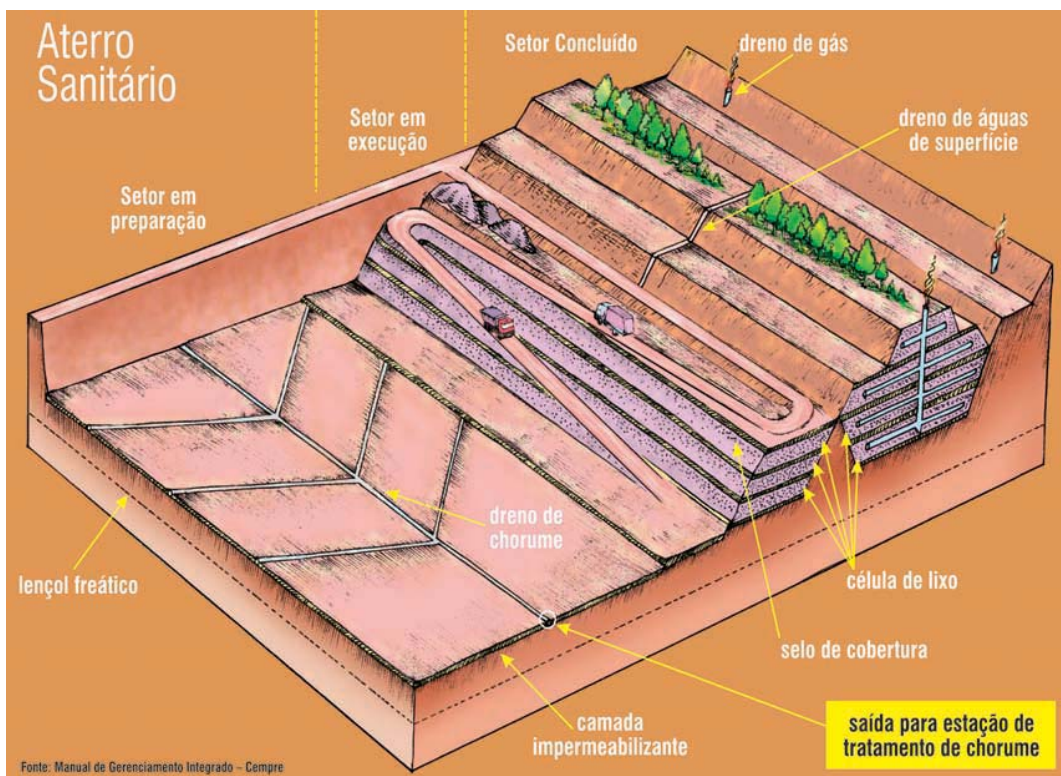 Aterro
Sanitário
Setor Concluído
dreno de gás
dreno de águas
de superfície
Setor em
execução
Setor em
preparação
dreno de
chorume
lençol freático
célula de lixo
selo de cobertura
camada
impermeabilizante
saída para estação de
tratamento de chorume
Fonte: Manual de Gerenciamento Integrado – Cempre